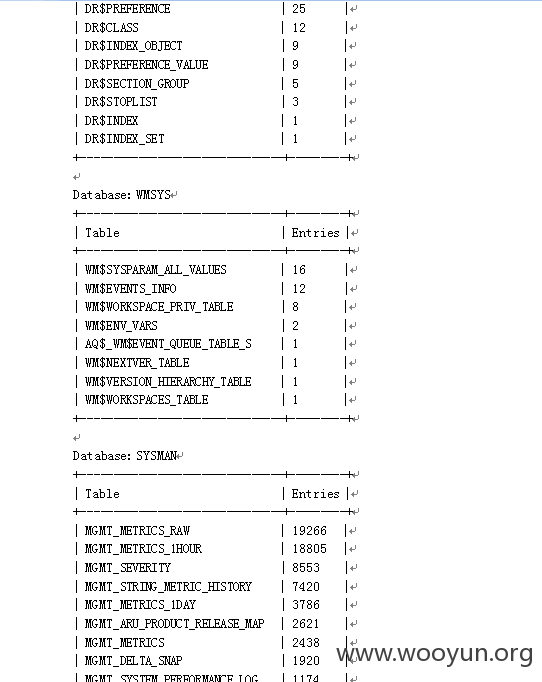 | DR$PREFERENCE | 25 |
| DR$CLASS | 12 |
| DR$INDEX_OBJECT | 9 |
| DR$PREFERENCE_VALUE | 9 |
| DR$SECTION_GROUP | 5 |
| DR$STOPLIST | 3 |
| DR$INDEX | 1 |
| DR$INDEX_SET | 1 |
Database: WMSYS
| Table | Entries |
| WM$SYSPARAM_ALL_VALUES | 16 |
| WM$EVENTS_INFO | 12 |
| WM$WORKSPACE_PRIV_TABLE | 8 |
| WM$ENV_VARS | 2 |
| AQ$_WM$EVENT_QUEUE_TABLE_S | 1 |
| WM$NEXTVER_TABLE | 1 |
| WM$VERSION_HIERARCHY_TABLE | 1 |
| WM$WORKSPACES_TABLE | 1 |
Database: SYSMAN
| Table | Entries |
| MGMT_METRICS_RAW | 19266 |
| MGMT_METRICS_1HOUR | 18805 |
| MGMT_SEVERITY | 8553 |
| MGMT_STRING_METRIC_HISTORY | 7420 |
| MGMT_METRICS_1DAY | 3786 |
| MGMT_ARU_PRODUCT_RELEASE_MAP | 2621 |
| MGMT_METRICS | 2438 |
| MGMT_DELTA_SNAP | 1920 |
| MGMT_SYSTEM_PERFORMANCE_LOG | 1174 |
www.wooyun.org